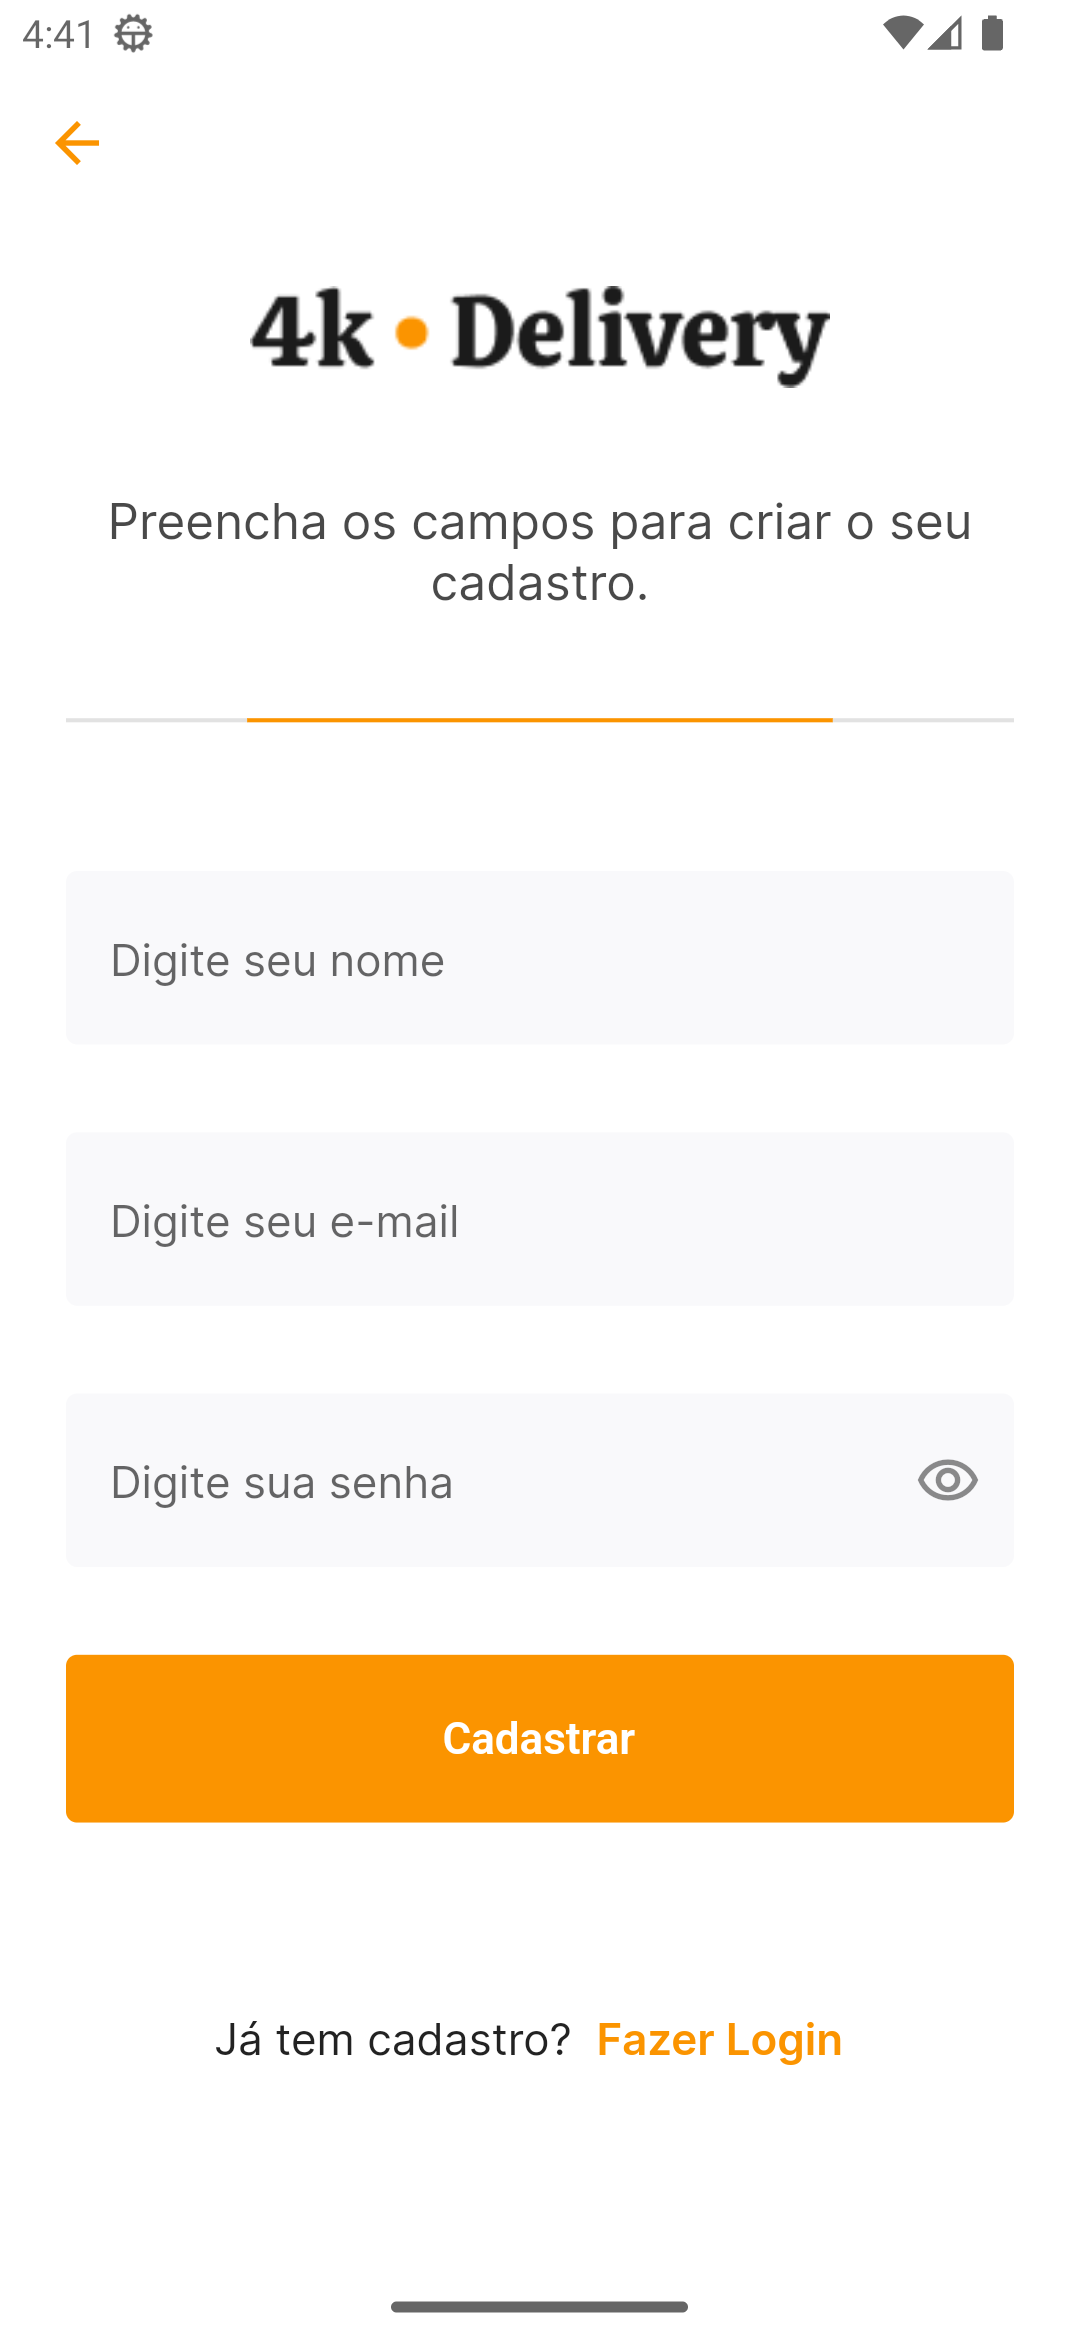 4:41
4k • Delivery
Preencha os campos para criar o seu
cadastro.
Digite seu nome
Digite seu e-mail
Digite sua senha
Cadastrar
Já tem cadastro? Fazer Login